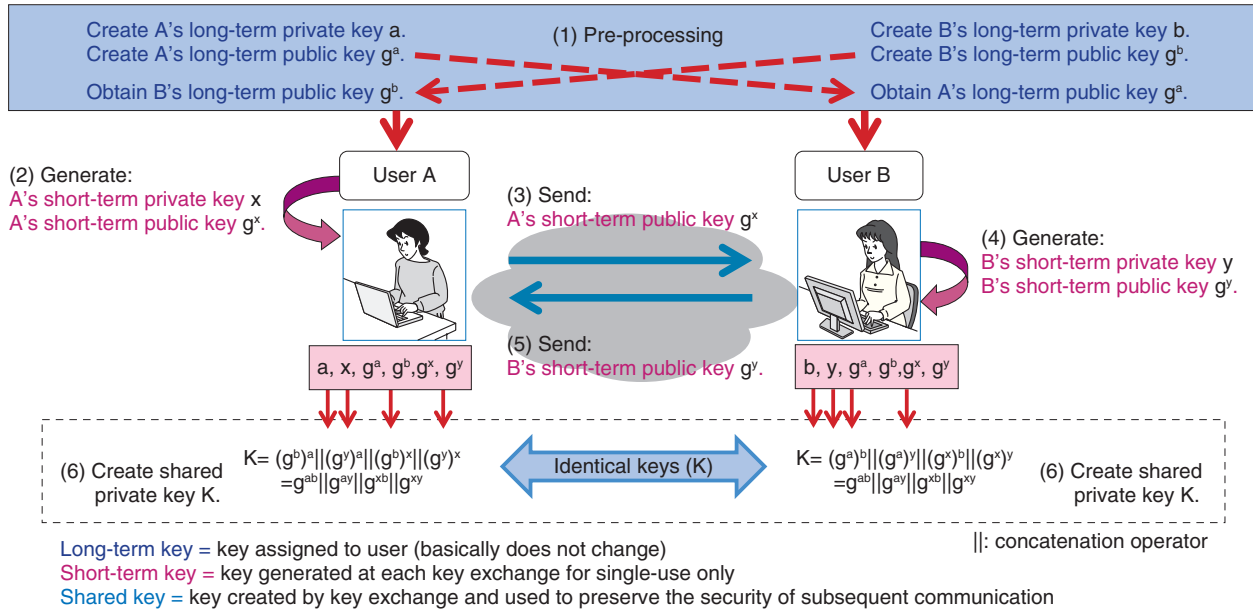 Create A's long-term private key a.
Create A's long-term public key gᵃ.
Obtain B's long-term public key gᵇ.
(1) Pre-processing
Create B's long-term private key b.
Create B's long-term public key gᵇ.
Obtain A's long-term public key gᵃ.
User A
User B
(2) Generate:
A's short-term private key x
A's short-term public key gˣ.
(3) Send:
A's short-term public key gˣ
(4) Generate:
B's short-term private key y
B's short-term public key gʸ.
(5) Send:
B's short-term public key gʸ.
a, x, gᵃ, gᵇ,gˣ, gʸ
b, y, gᵃ, gᵇ,gˣ, gʸ
(6) Create shared
private key K.
K= (gᵇ)ᵃ||(gʸ)ᵃ||(gᵇ)ˣ||(gʸ)ˣ
=gᵃᵇ||gᵃʸ||gˣᵇ||gˣʸ
Identical keys (K)
K= (gᵃ)ᵇ||(gᵃ)ʸ||(gˣ)ᵇ||(gˣ)ʸ
=gᵃᵇ||gᵃʸ||gˣᵇ||gˣʸ
(6) Create shared
private key K.
||: concatenation operator
Long-term key = key assigned to user (basically does not change)
Short-term key = key generated at each key exchange for single-use only
Shared key = key created by key exchange and used to preserve the security of subsequent communication